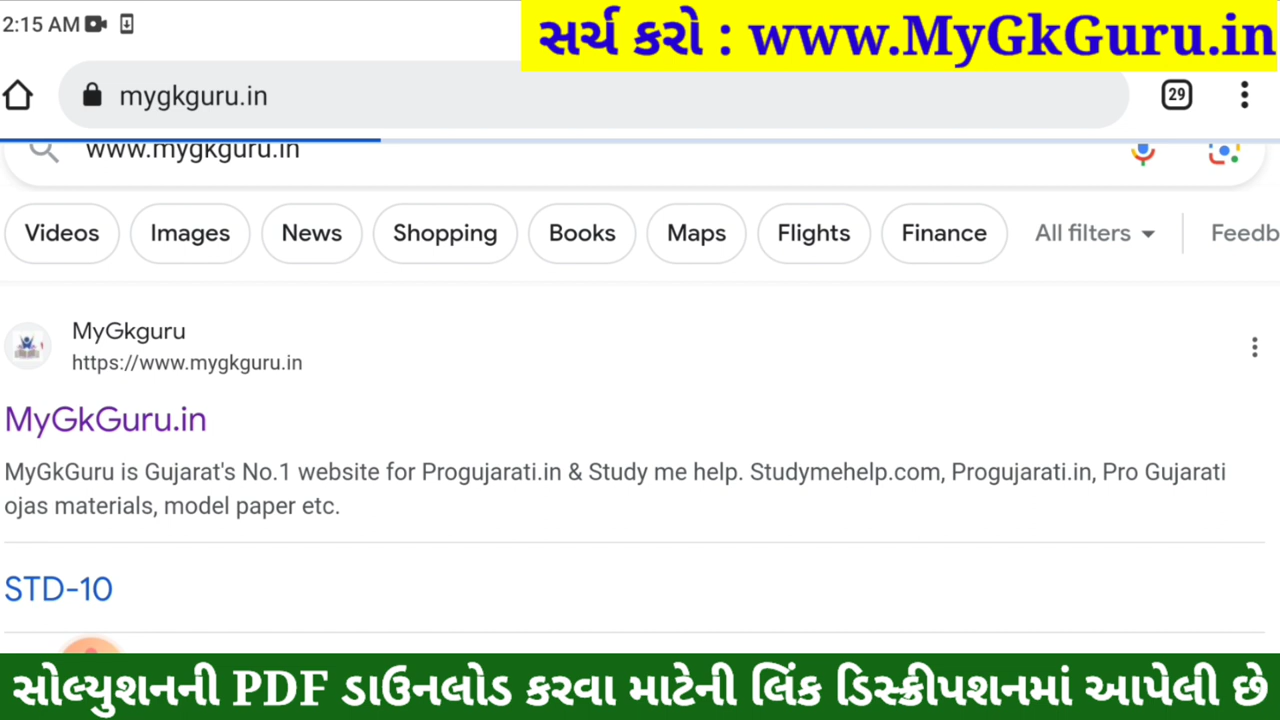 2:15 AM
સર્ચ કરો : www.MyGkGuru.in
mygkguru.in
29
www.mygkguru.in
Videos
Images
News
Shopping
Books
Maps
Flights
Finance
All filters
Feedb
MyGkguru
https://www.mygkguru.in
MyGkGuru.in
MyGkGuru is Gujarat's No.1 website for Progujarati.in & Study me help. Studymehelp.com, Progujarati.in, Pro Gujarati
ojas materials, model paper etc.
STD-10
સોલ્યુશનની PDF ડાઉનલોડ કરવા માટેની લિંક ડિસ્ક્રીપશનમાં આપેલી છે